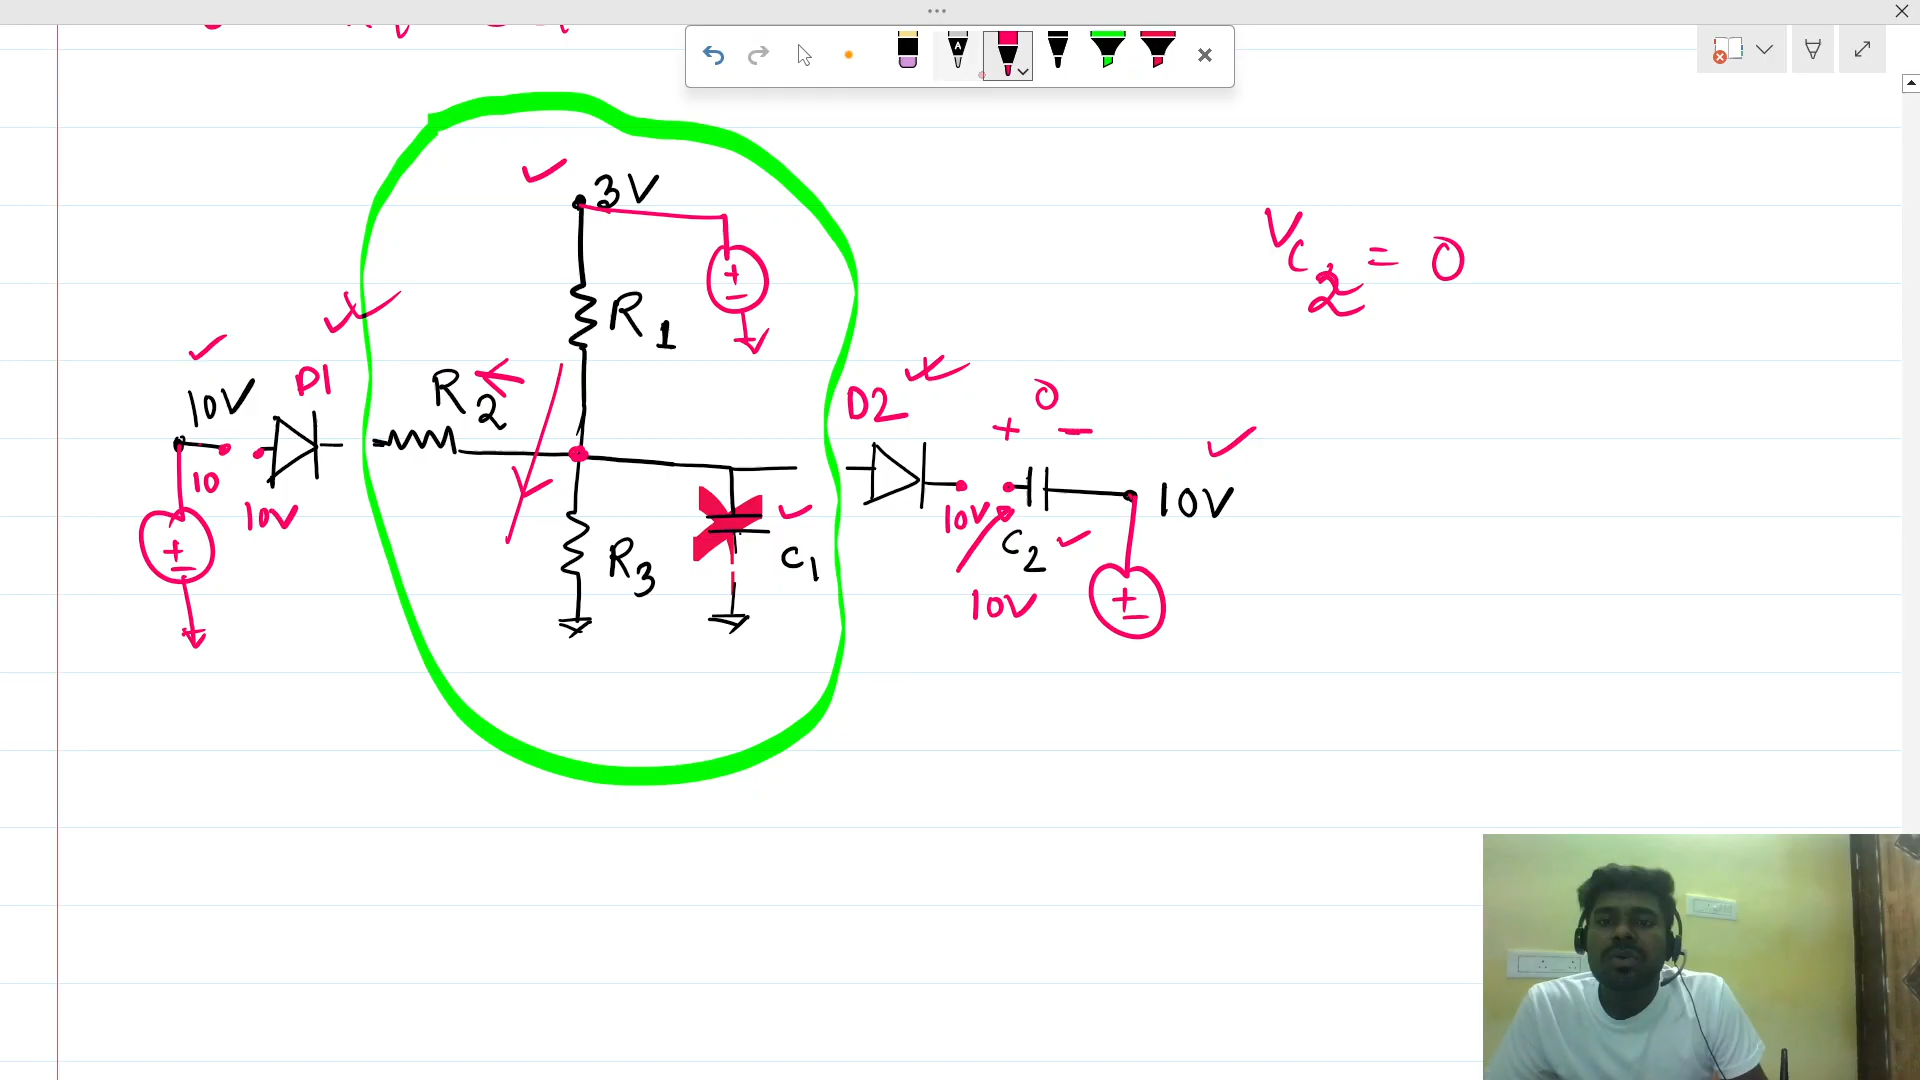 3V
R1
VC2 = 0
10V
D1
R2
D2
0
+ -
10
10V
10V
10V
C2
10V
R3
C1
+
-
+
-
+
-
A